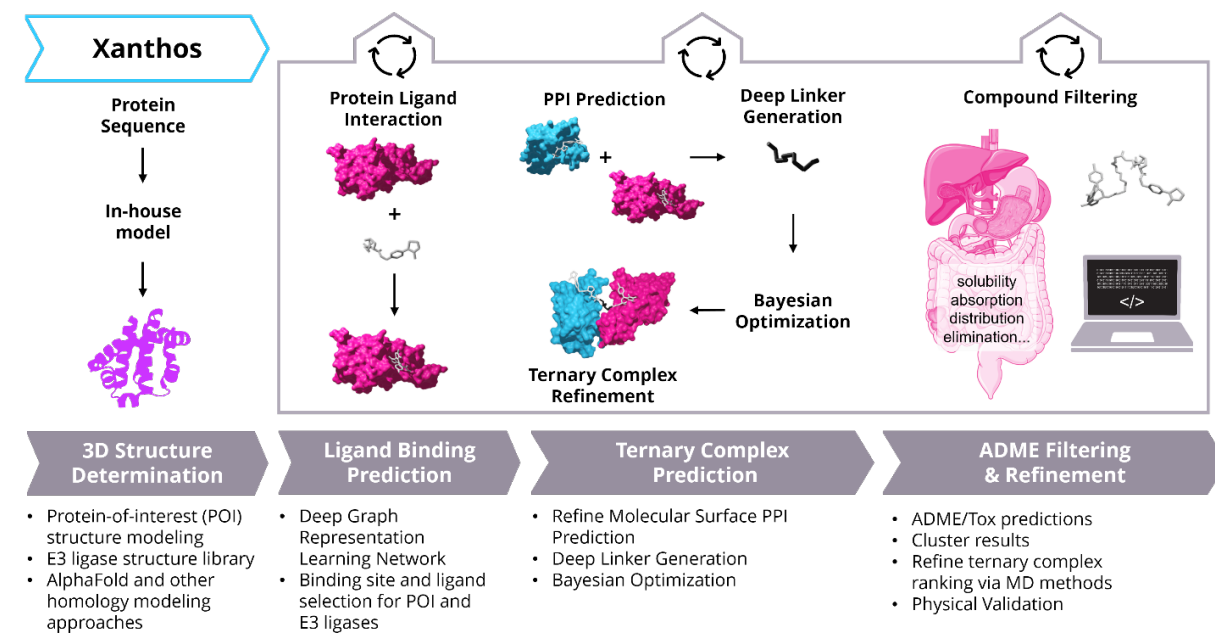 Xanthos
Protein
Sequence
In-house
model
Protein Ligand
Interaction
+
PPI Prediction
+
Deep Linker
Generation
Bayesian
Optimization
Ternary Complex
Refinement
Compound Filtering
solubility
absorption
distribution
elimination...
</>
3D Structure
Determination
• Protein-of-interest (POI)
structure modeling
• E3 ligase structure library
• AlphaFold and other
homology modeling
approaches
Ligand Binding
Prediction
• Deep Graph
Representation
Learning Network
• Binding site and ligand
selection for POI and
E3 ligases
Ternary Complex
Prediction
• Refine Molecular Surface PPI
Prediction
• Deep Linker Generation
• Bayesian Optimization
ADME Filtering
& Refinement
• ADME/Tox predictions
• Cluster results
• Refine ternary complex
ranking via MD methods
• Physical Validation